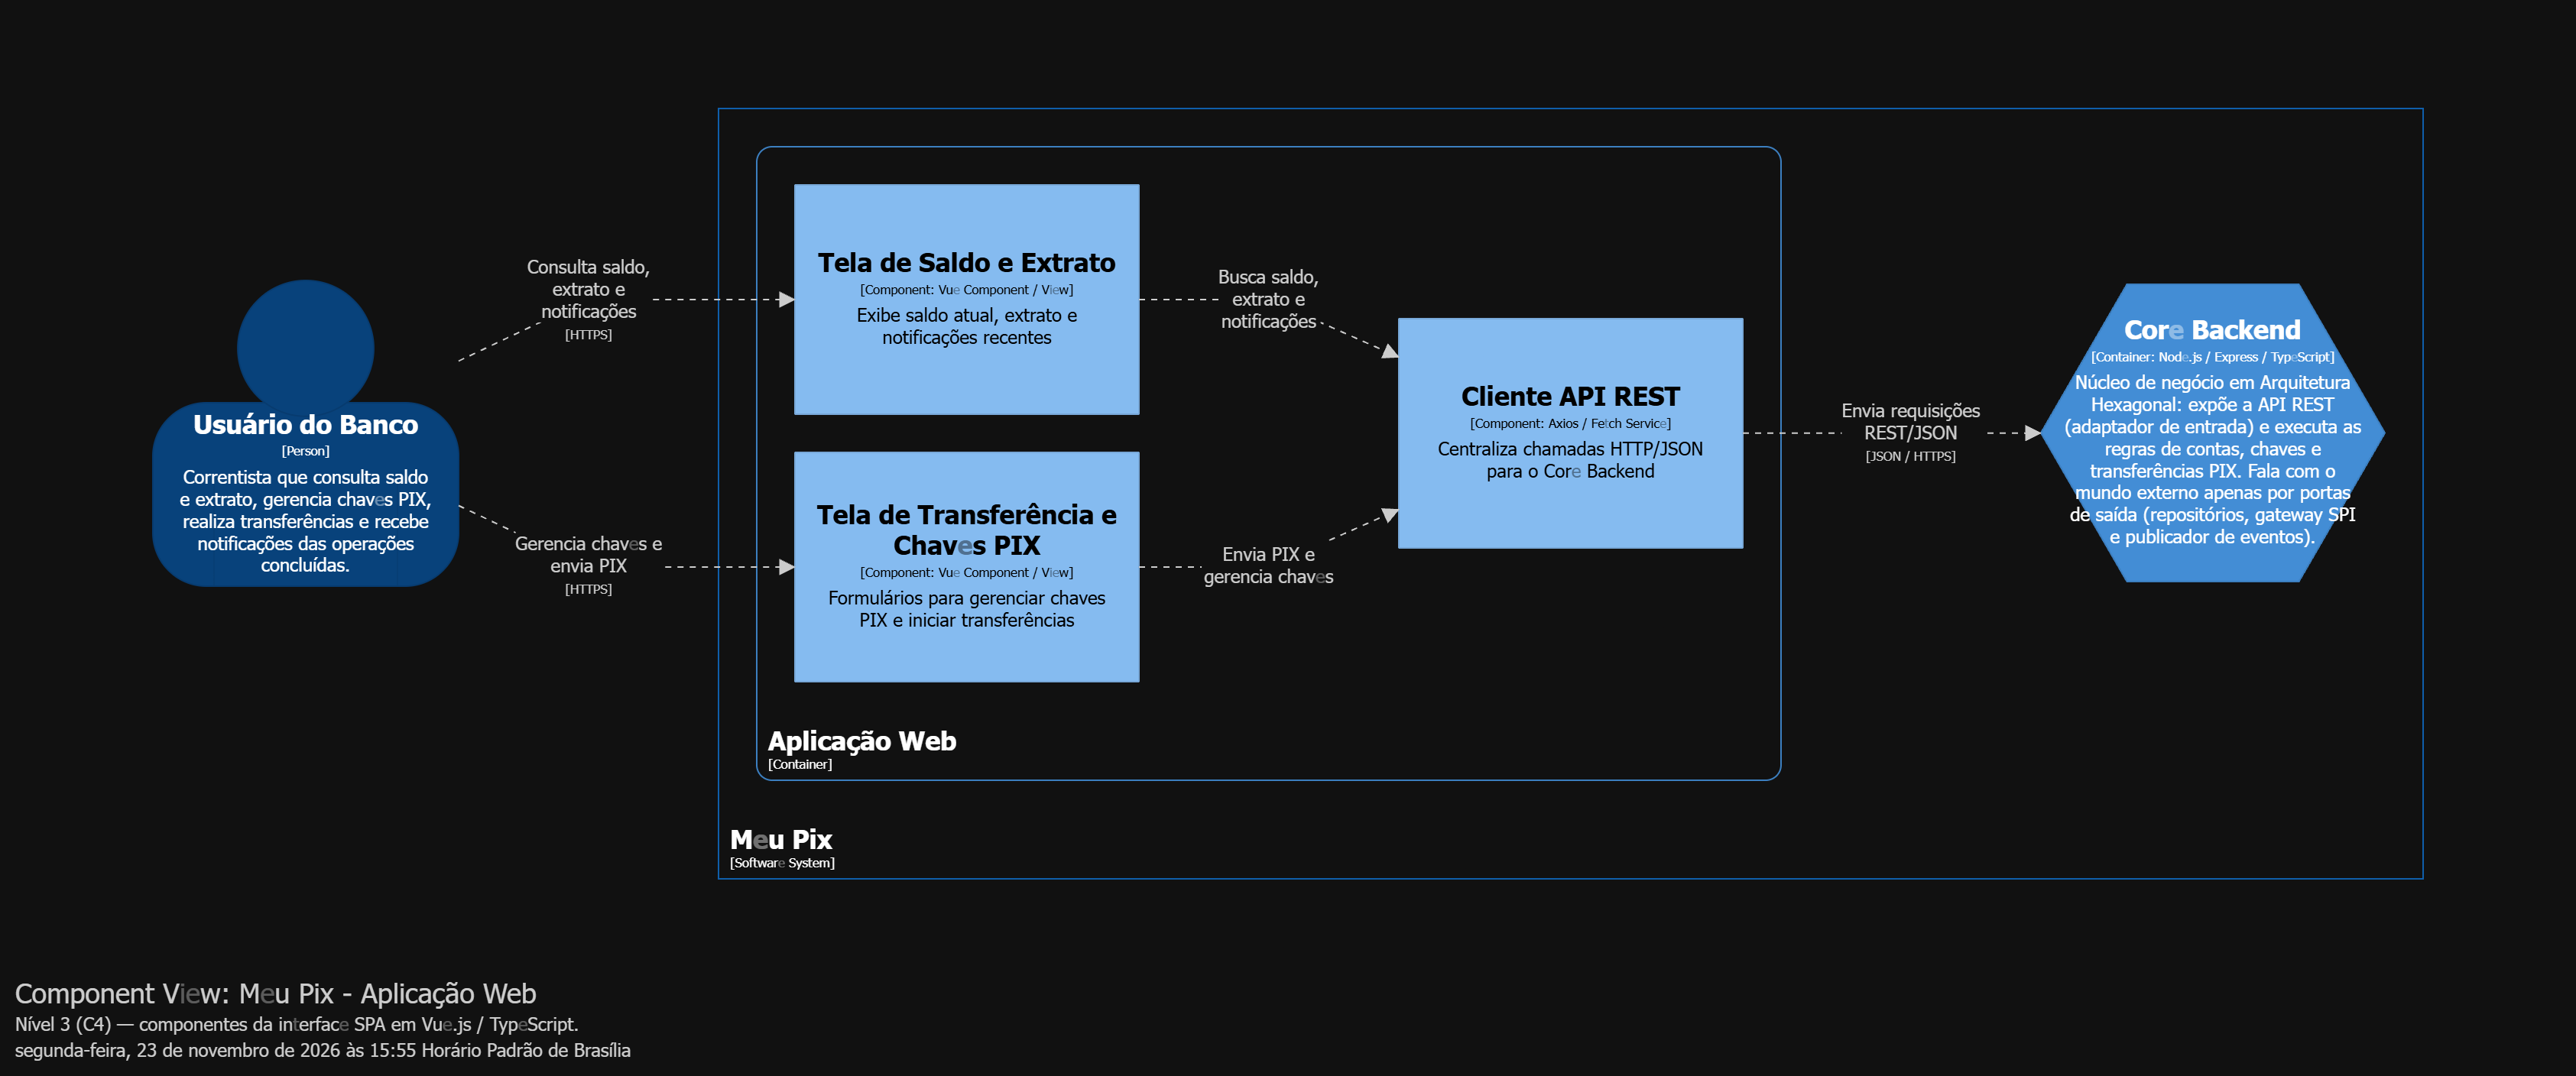 Consulta saldo,
extrato e
notificações
[HTTPS]
Usuário do Banco
[Person]
Correntista que consulta saldo
e extrato, gerencia chaves PIX,
realiza transferências e recebe
notificações das operações
concluídas.
Gerencia chaves e
envia PIX
[HTTPS]
Tela de Saldo e Extrato
[Component: Vue Component / View]
Exibe saldo atual, extrato e
notificações recentes
Tela de Transferência e
Chaves PIX
[Component: Vue Component / View]
Formulários para gerenciar chaves
PIX e iniciar transferências
Busca saldo,
extrato e
notificações
Envia PIX e
gerencia chaves
Cliente API REST
[Component: Axios / Fetch Service]
Centraliza chamadas HTTP/JSON
para o Core Backend
Envia requisições
REST/JSON
[JSON / HTTPS]
Core Backend
[Container: Node.js / Express / TypeScript]
Núcleo de negócio em Arquitetura
Hexagonal: expõe a API REST
(adaptador de entrada) e executa as
regras de contas, chaves e
transferências PIX. Fala com o
mundo externo apenas por portas
de saída (repositórios, gateway SPI
e publicador de eventos).
Aplicação Web
[Container]
Meu Pix
[Software System]
Component View: Meu Pix - Aplicação Web
Nível 3 (C4) — componentes da interface SPA em Vue.js / TypeScript.
segunda-feira, 23 de novembro de 2026 às 15:55 Horário Padrão de Brasília